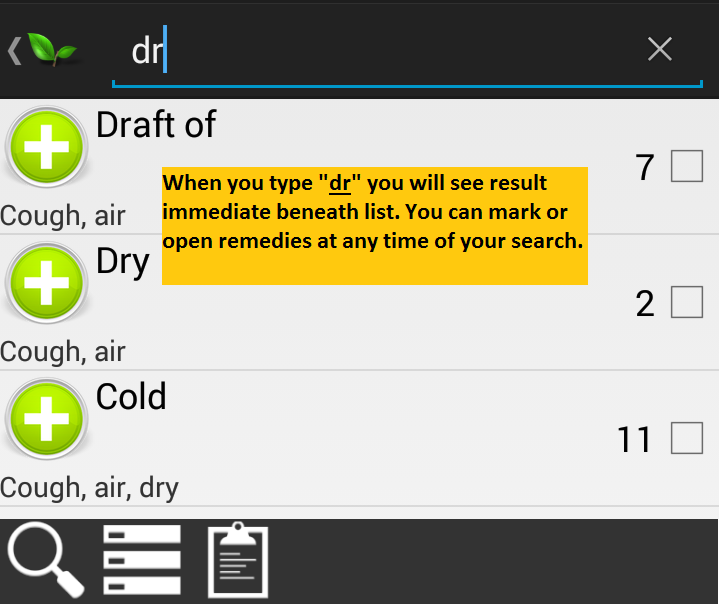 dr
Draft of
7
Cough, air
When you type "dr" you will see result
immediate beneath list. You can mark or
open remedies at any time of your search.
Dry
2
Cough, air
Cold
11
Cough, air, dry